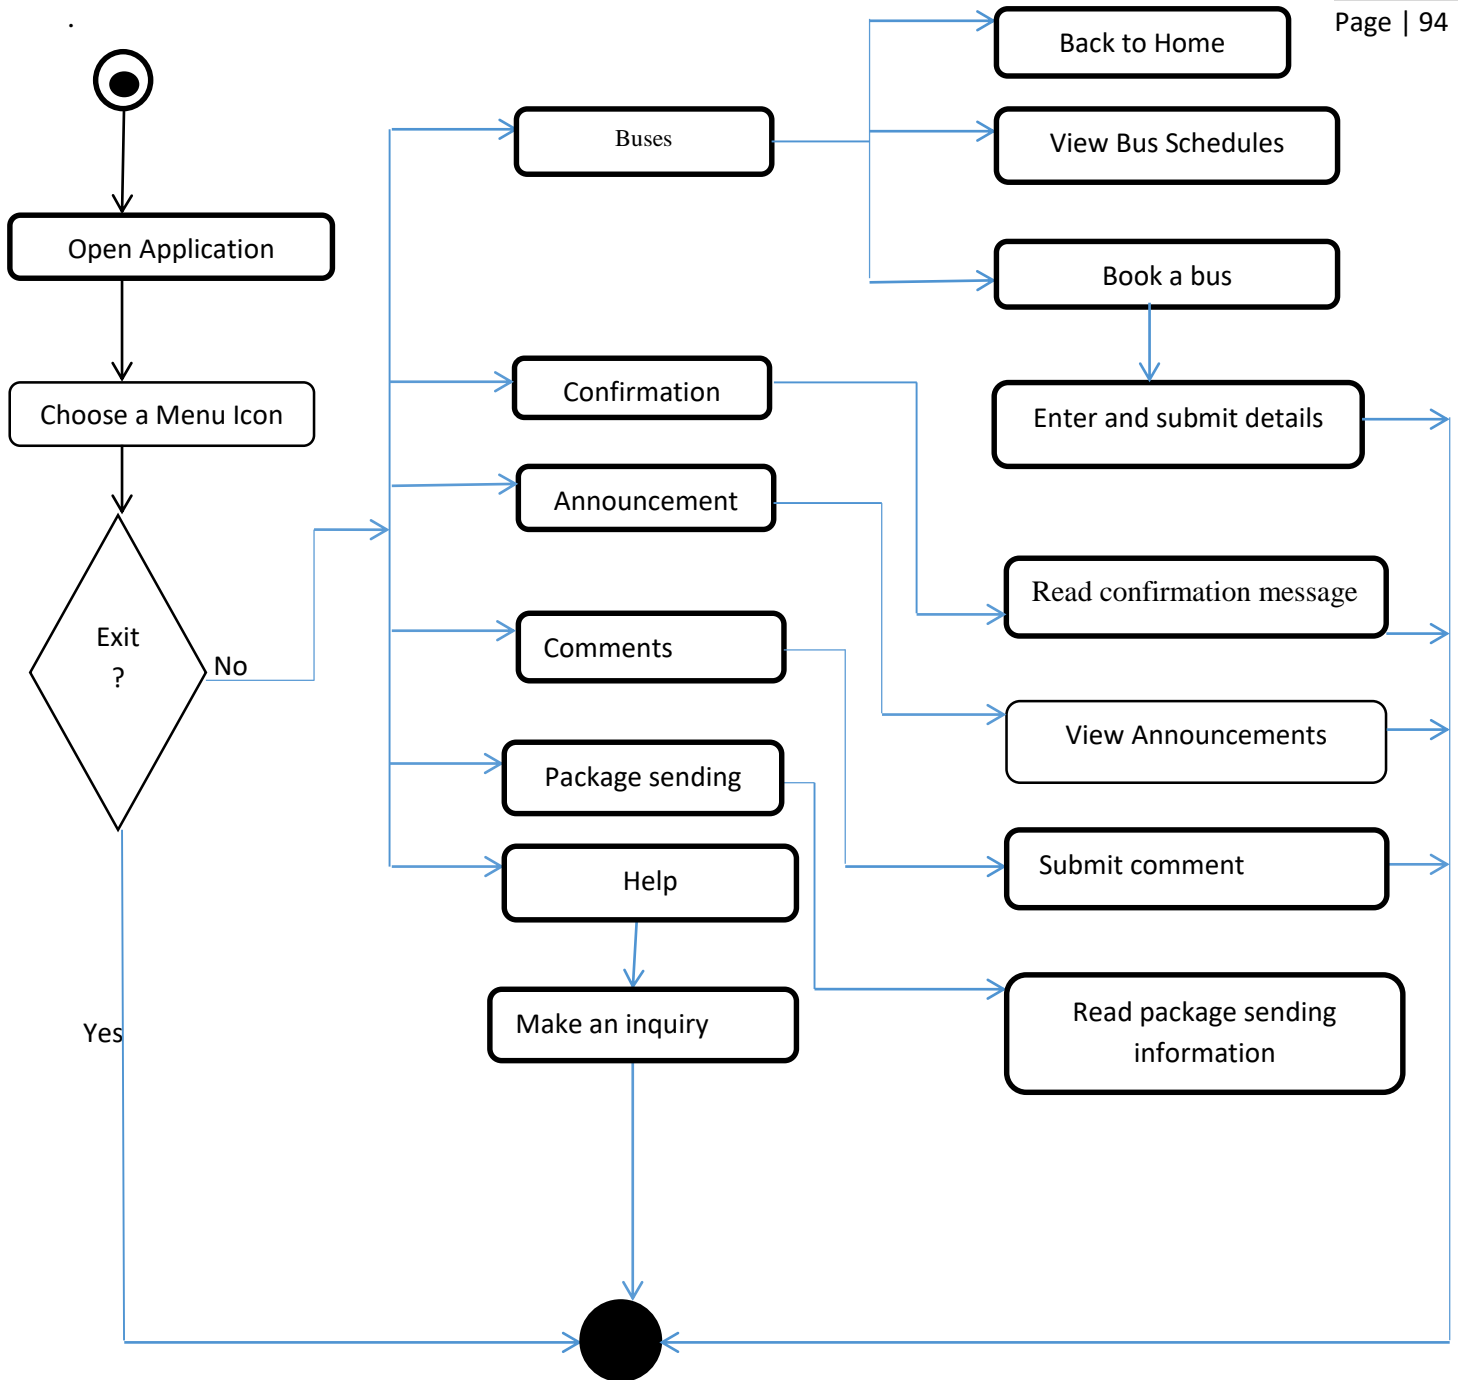 .
Page | 94
Back to Home
Buses
View Bus Schedules
Open Application
Book a bus
Choose a Menu Icon
Confirmation
Enter and submit details
Announcement
Read confirmation message
Exit
?
No
Comments
View Announcements
Package sending
Submit comment
Help
Make an inquiry
Read package sending
information
Yes